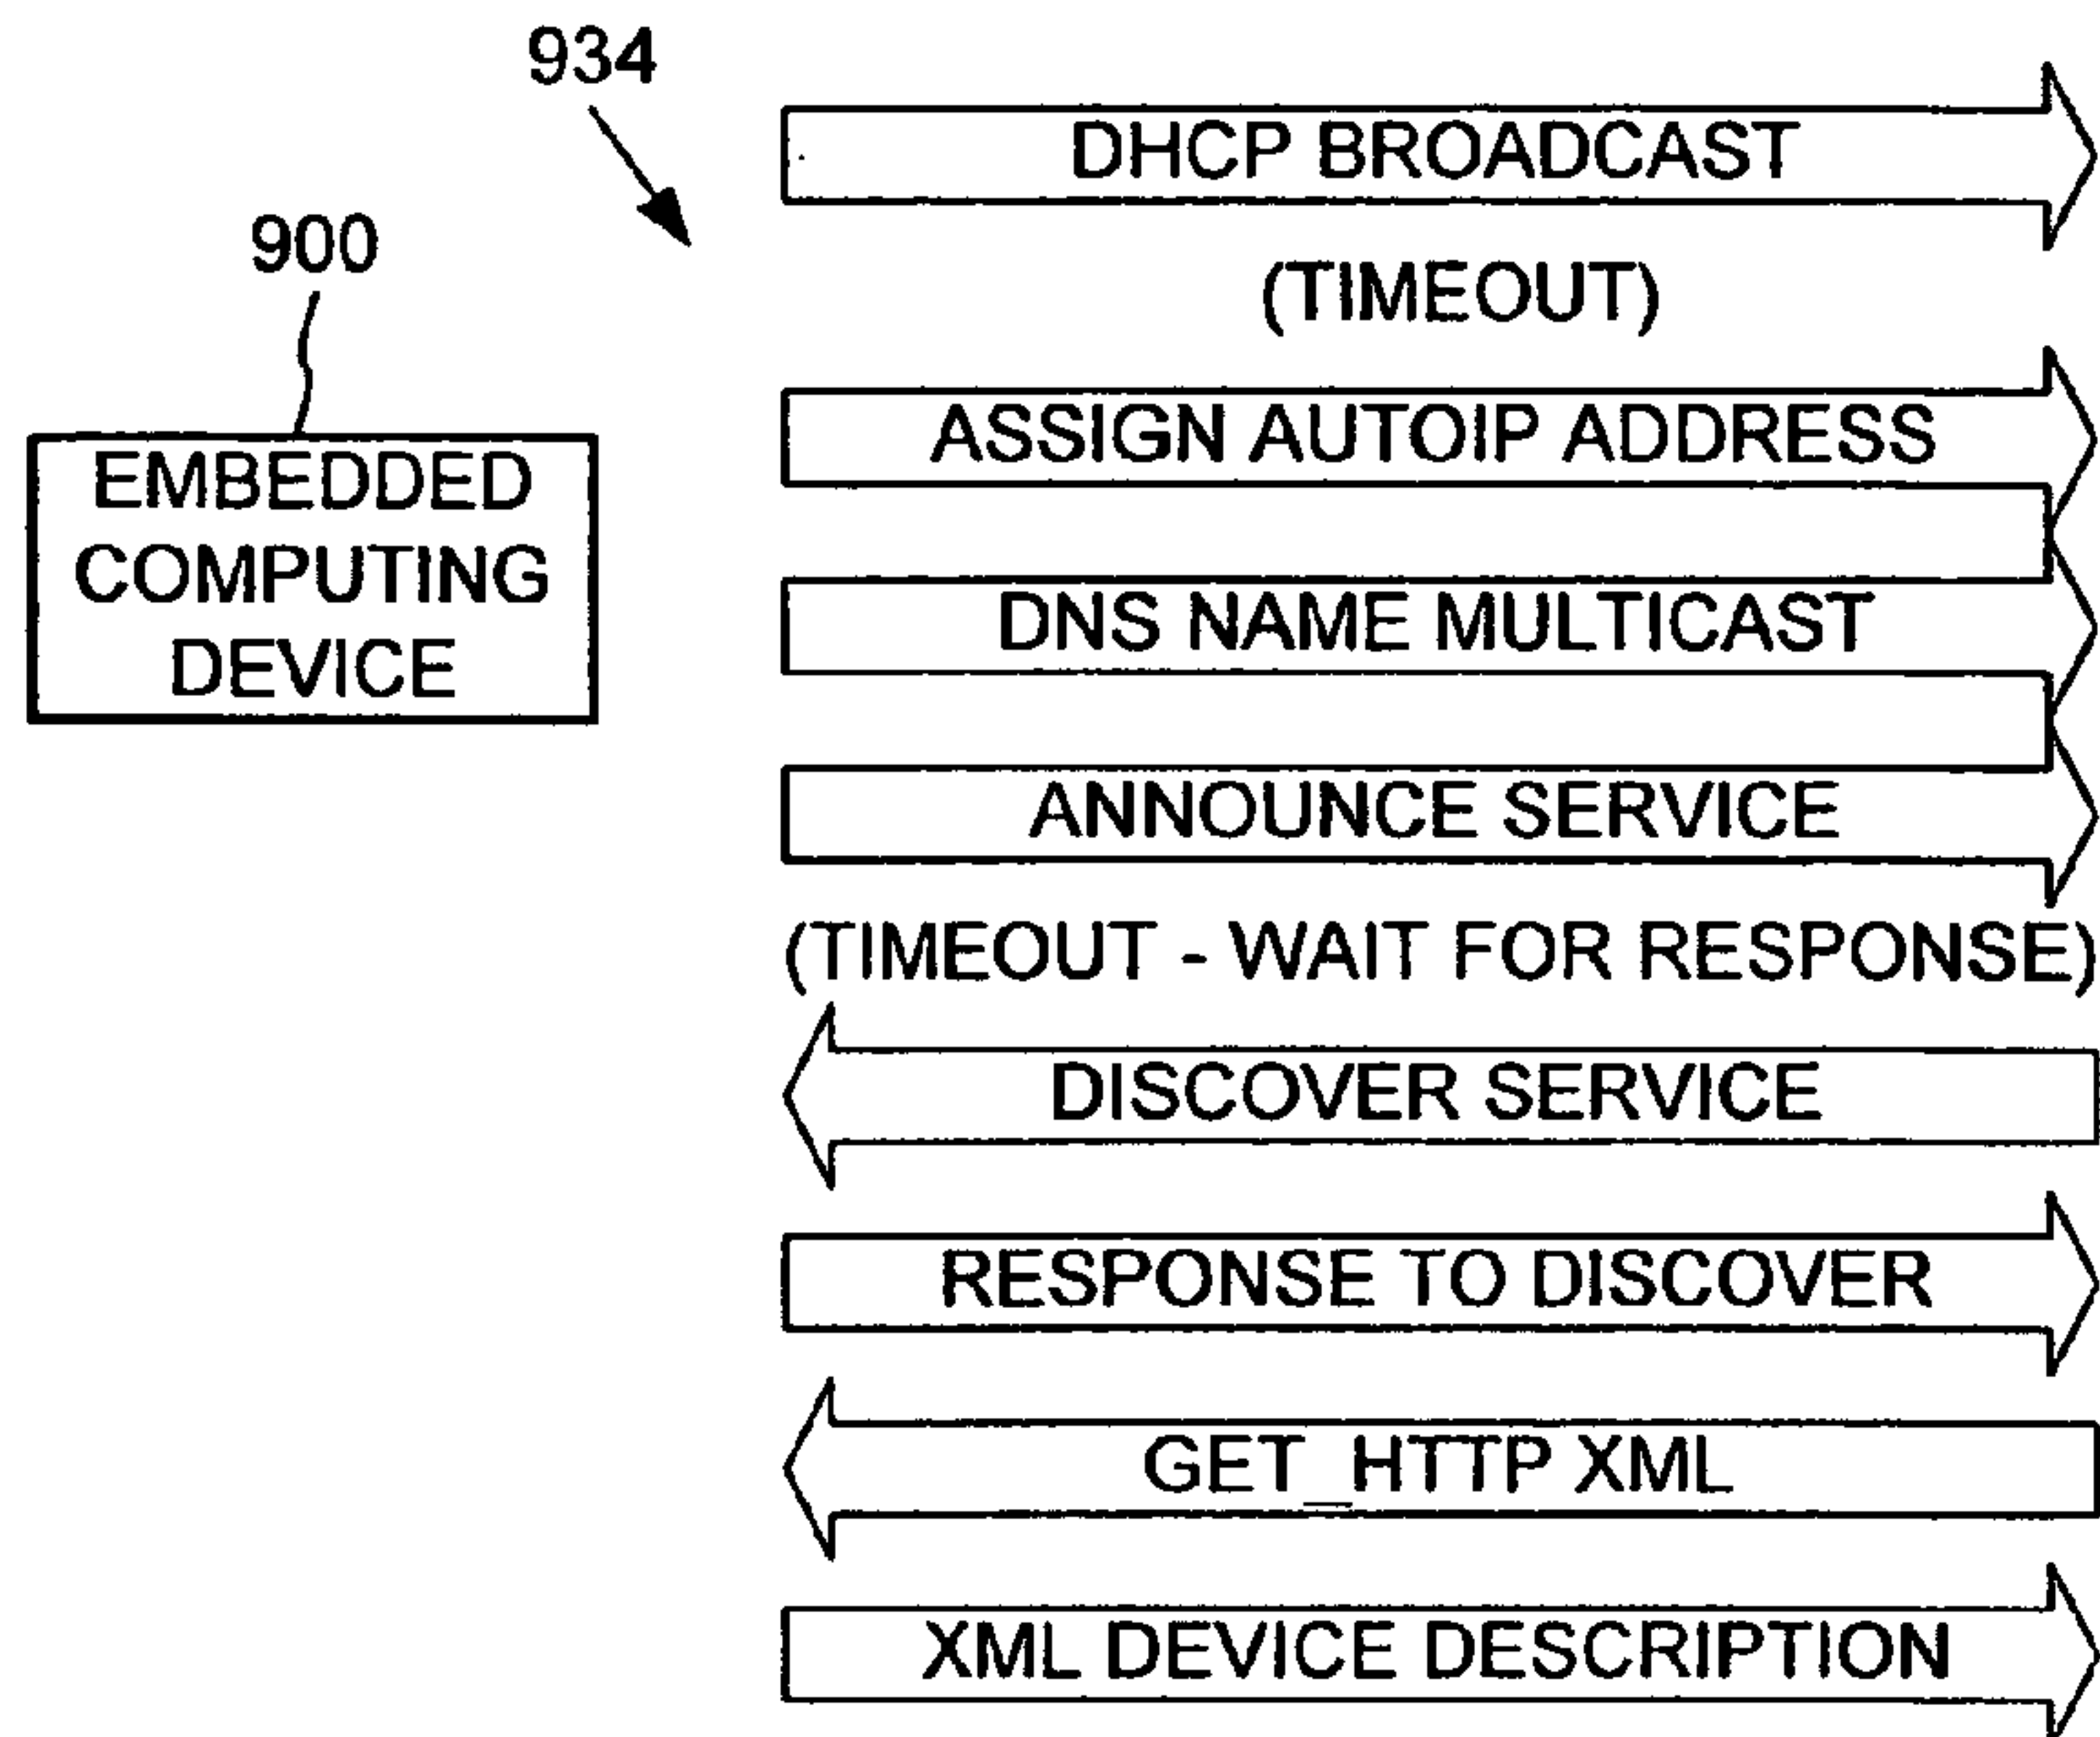 934
900
EMBEDDED
COMPUTING
DEVICE
DHCP BROADCAST
(TIMEOUT)
ASSIGN AUTOIP ADDRESS
DNS NAME MULTICAST
ANNOUNCE SERVICE
(TIMEOUT - WAIT FOR RESPONSE)
DISCOVER SERVICE
RESPONSE TO DISCOVER
GET_HTTP XML
XML DEVICE DESCRIPTION